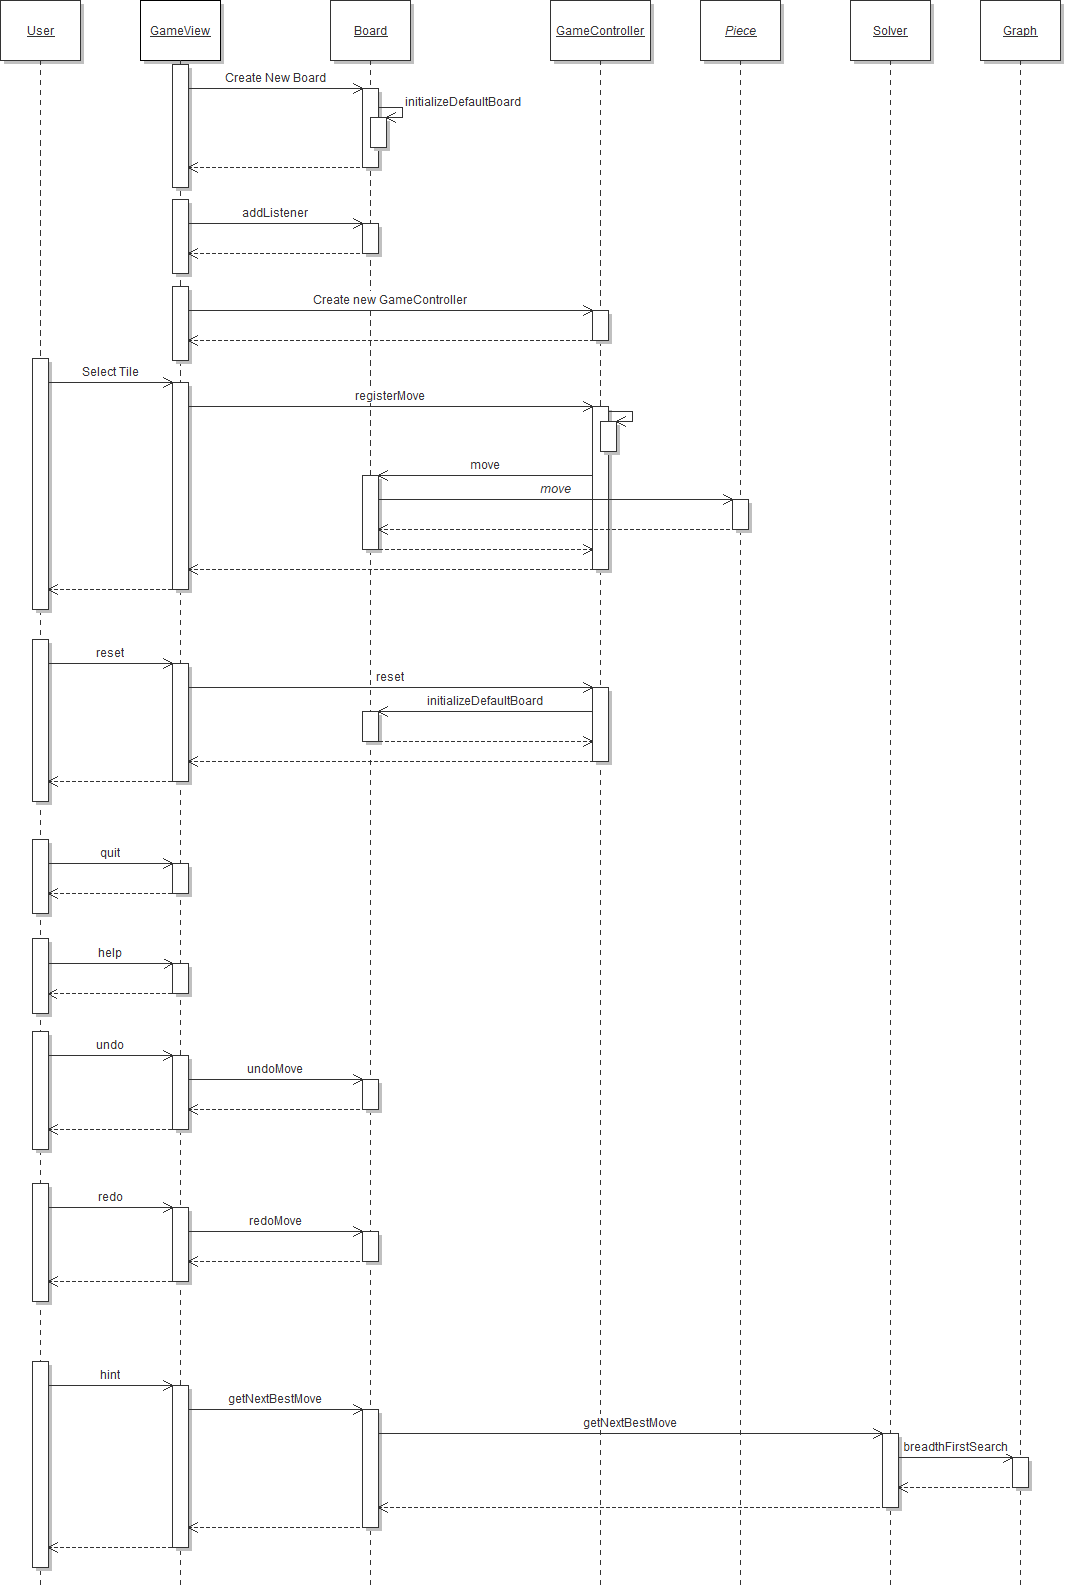 User
GameView
Board
GameController
Piece
Solver
Graph
Create New Board
initializeDefaultBoard
addListener
Create new GameController
Select Tile
registerMove
move
move
reset
reset
initializeDefaultBoard
quit
help
undo
undoMove
redo
redoMove
hint
getNextBestMove
getNextBestMove
breadthFirstSearch